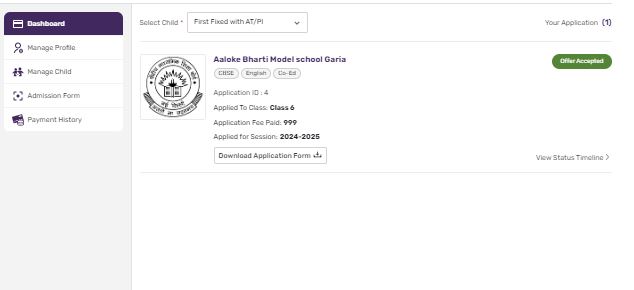 Dashboard
Manage Profile
Manage Child
Admission Form
Payment History
Select Child * First Fixed with AT/PI
Your Application (1)
Aaloke Bharti Model school Garia
Offer Accepted
CBSE English Co-Ed
Application ID : 4
Applied To Class: Class 6
Application Fee Paid: 999
Applied for Session: 2024-2025
Download Application Form
View Status Timeline